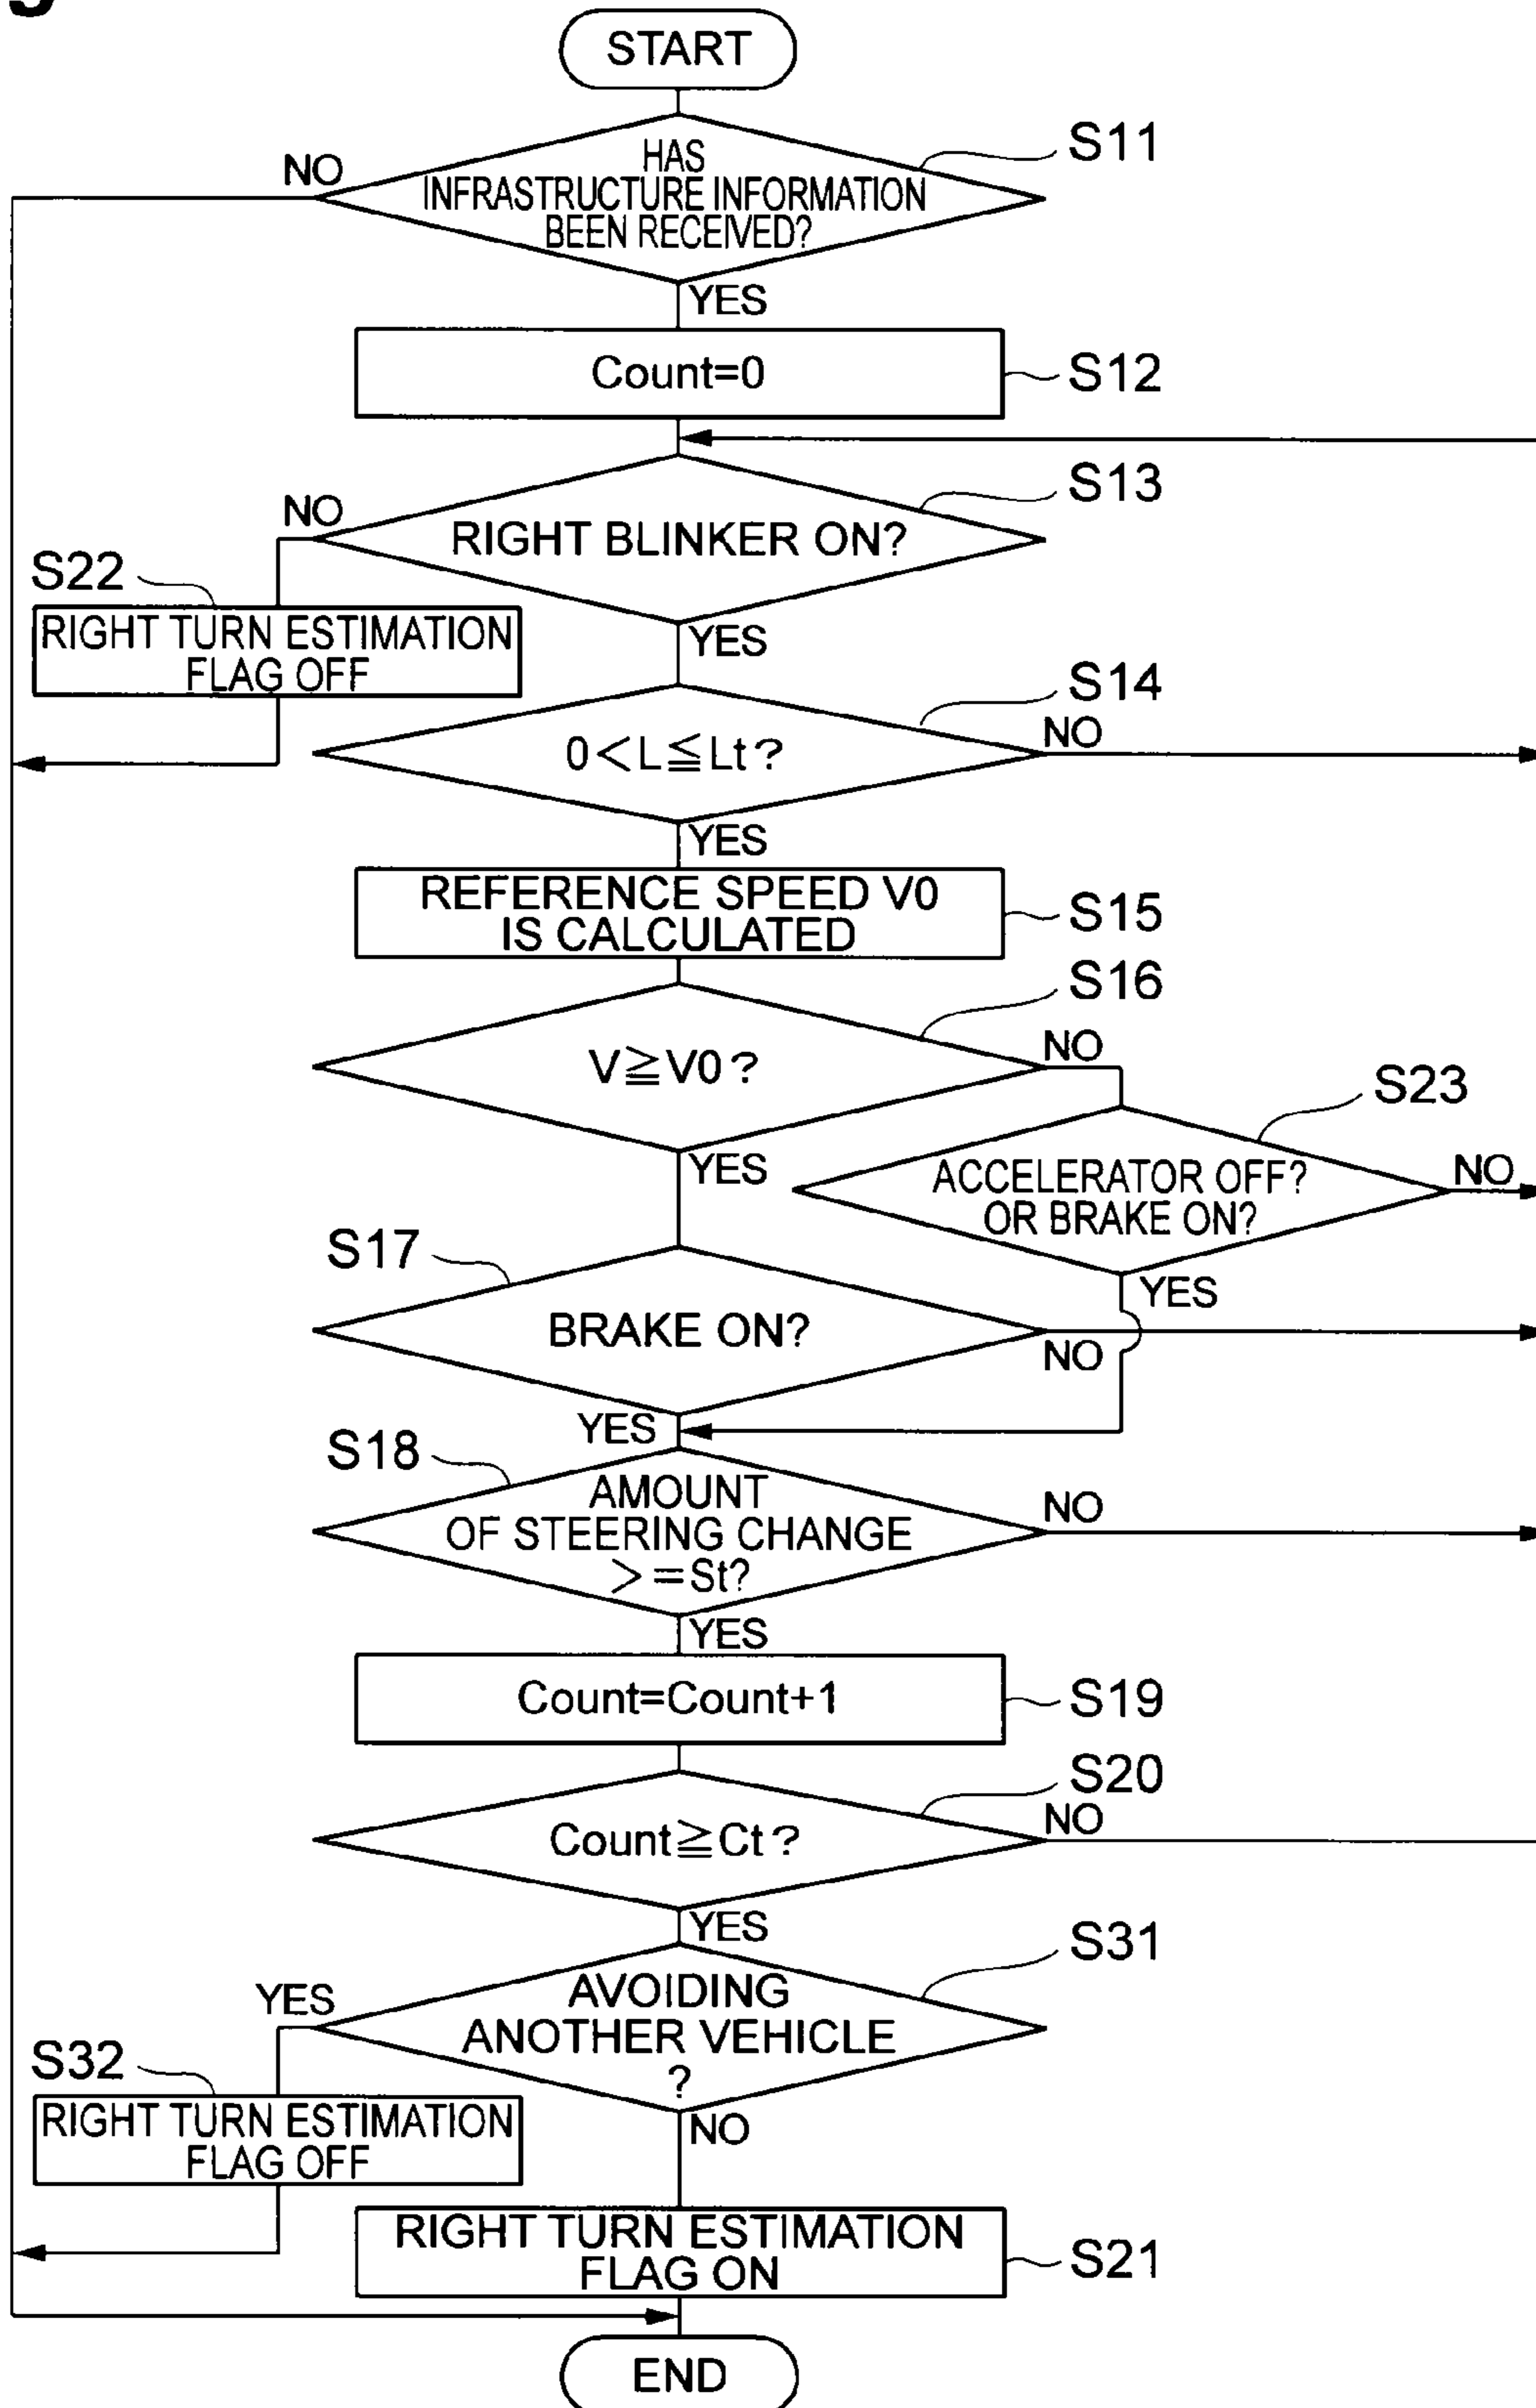 START
S11
NO
HAS
INFRASTRUCTURE INFORMATION
BEEN RECEIVED?
YES
Count=0
S12
S13
NO
RIGHT BLINKER ON?
S22
RIGHT TURN ESTIMATION
FLAG OFF
YES
S14
NO
0<L≦Lt?
YES
REFERENCE SPEED V0
IS CALCULATED
S15
S16
NO
V≧V0?
S23
YES
ACCELERATOR OFF?
OR BRAKE ON?
NO
S17
YES
BRAKE ON?
NO
YES
S18
AMOUNT
OF STEERING CHANGE
>=St?
NO
YES
Count=Count+1
S19
S20
NO
Count≧Ct?
YES
S31
YES
AVOIDING
ANOTHER VEHICLE
?
S32
RIGHT TURN ESTIMATION
FLAG OFF
NO
RIGHT TURN ESTIMATION
FLAG ON
S21
END